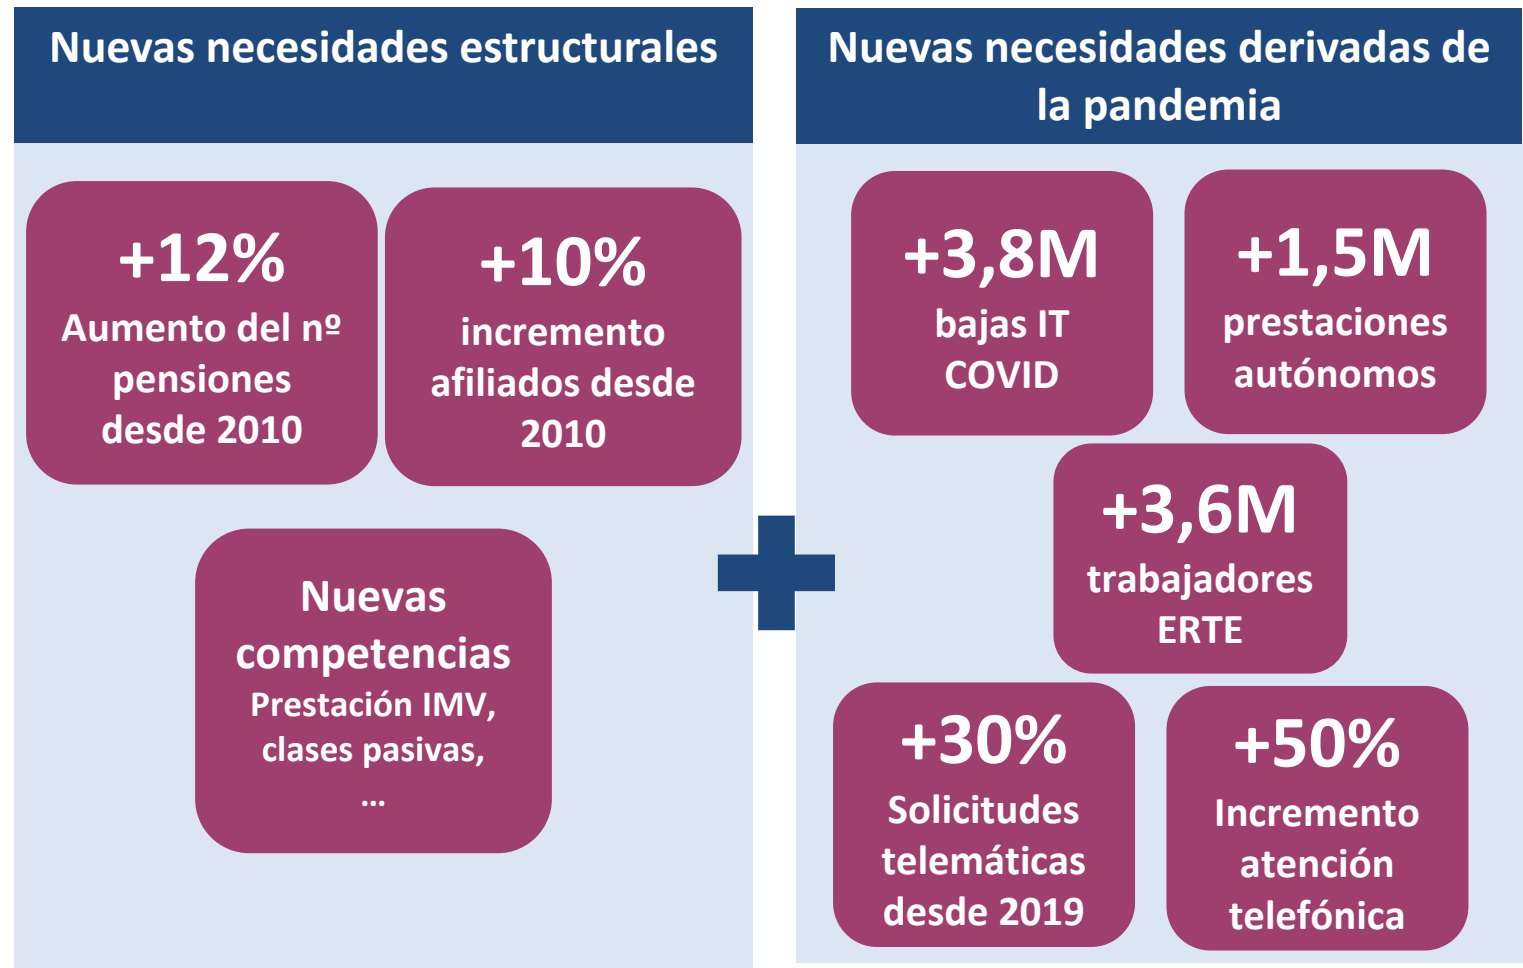 Nuevas necesidades estructurales
+12%
Aumento del nº
pensiones
desde 2010
+10%
incremento
afiliados desde
2010
Nuevas
competencias
Prestación IMV,
clases pasivas,
...
Nuevas necesidades derivadas de
la pandemia
+3,8M
bajas IT
COVID
+1,5M
prestaciones
autónomos
+3,6M
trabajadores
ERTE
+30%
Solicitudes
telemáticas
desde 2019
+50%
Incremento
atención
telefónica